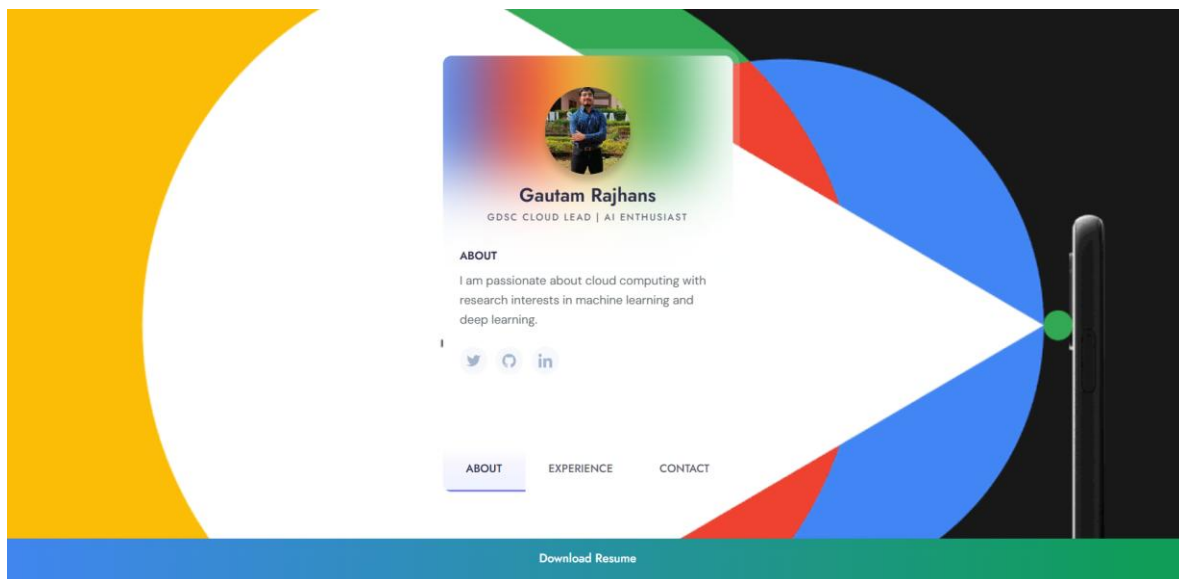 Gautam Rajhans
GDSC CLOUD LEAD | AI ENTHUSIAST
ABOUT
I am passionate about cloud computing with
research interests in machine learning and
deep learning.
in
ABOUT EXPERIENCE CONTACT
Download Resume